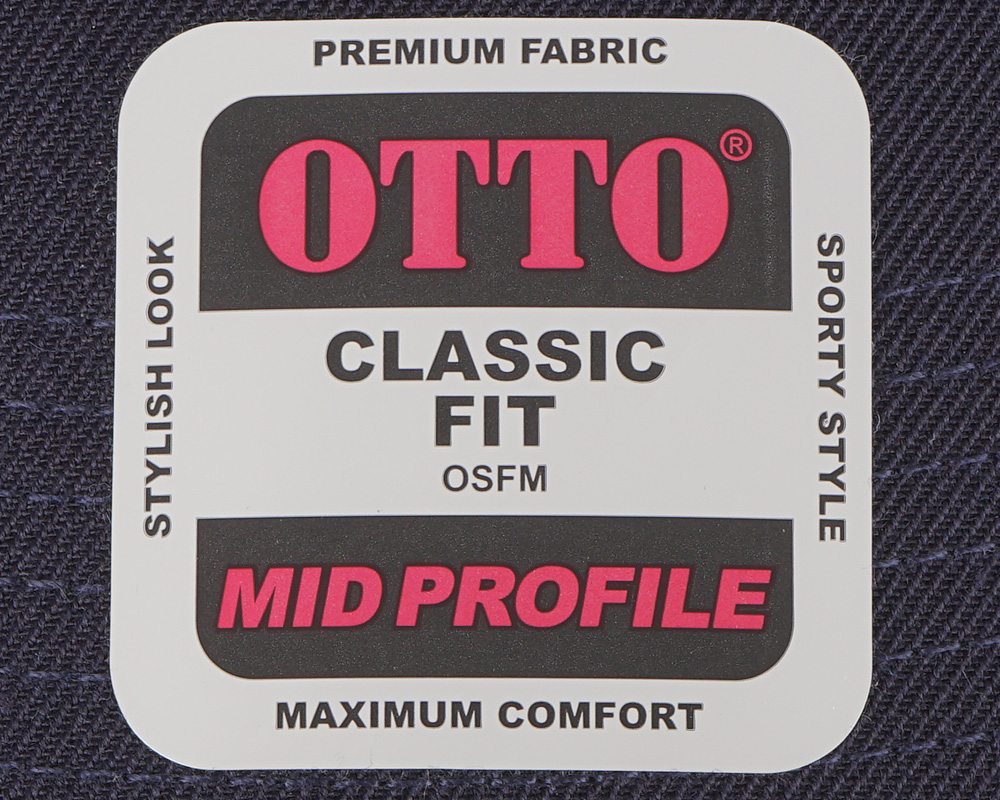 PREMIUM FABRIC
OTTO®
STYLISH LOOK
SPORTY STYLE
CLASSIC
FIT
OSFM
MID PROFILE
MAXIMUM COMFORT